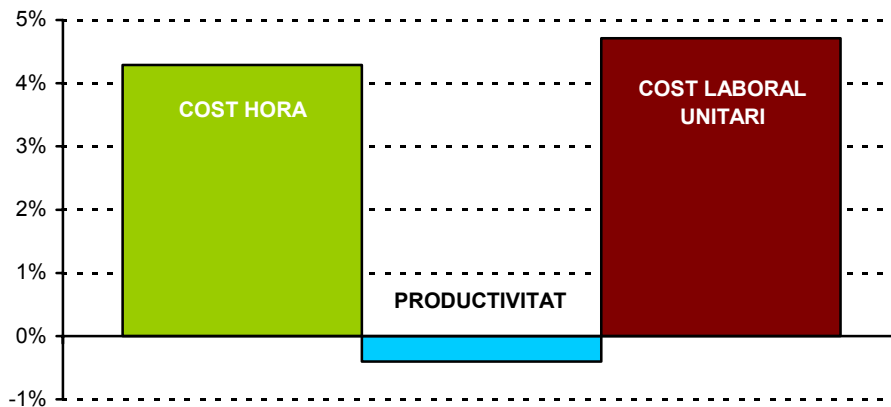 5%
4%
3%
2%
1%
0%
-1%
COST HORA
PRODUCTIVITAT
COST LABORAL
UNITARI